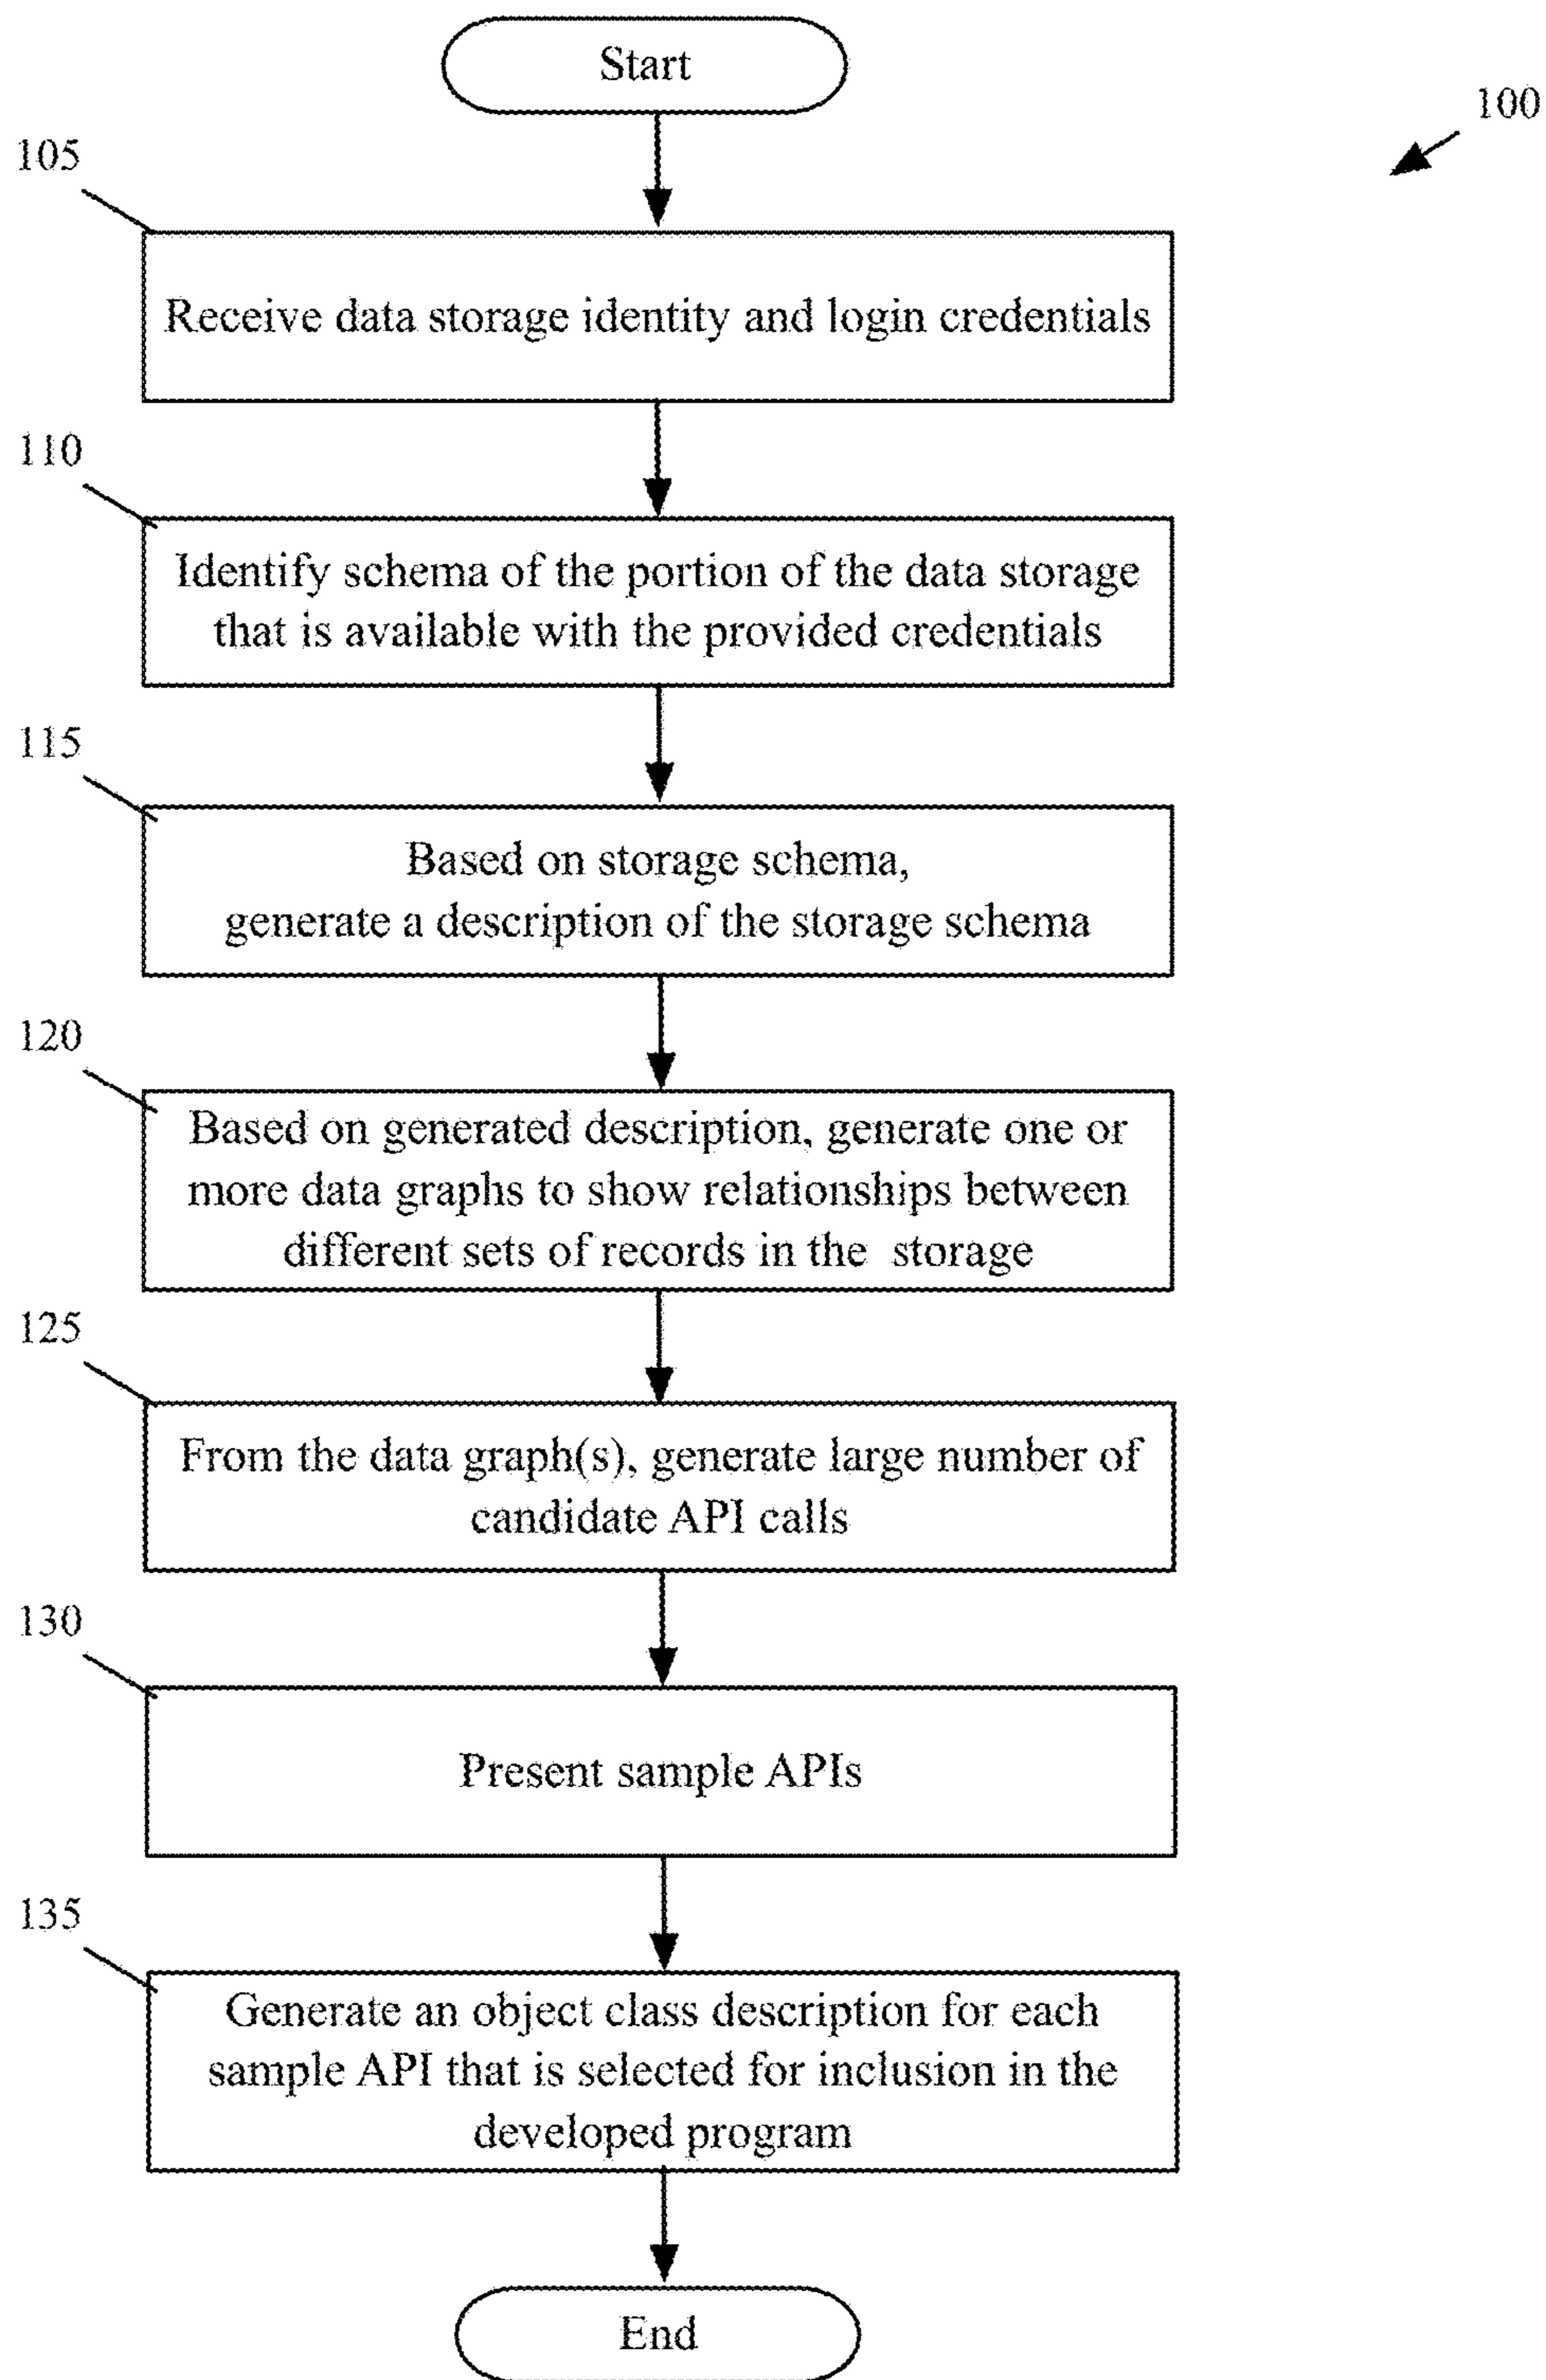 Start
100
105
Receive data storage identity and login credentials
110
Identify schema of the portion of the data storage
that is available with the provided credentials
115
Based on storage schema,
generate a description of the storage schema
120
Based on generated description, generate one or
more data graphs to show relationships between
different sets of records in the storage
125
From the data graph(s), generate large number of
candidate API calls
130
Present sample APIs
135
Generate an object class description for each
sample API that is selected for inclusion in the
developed program
End